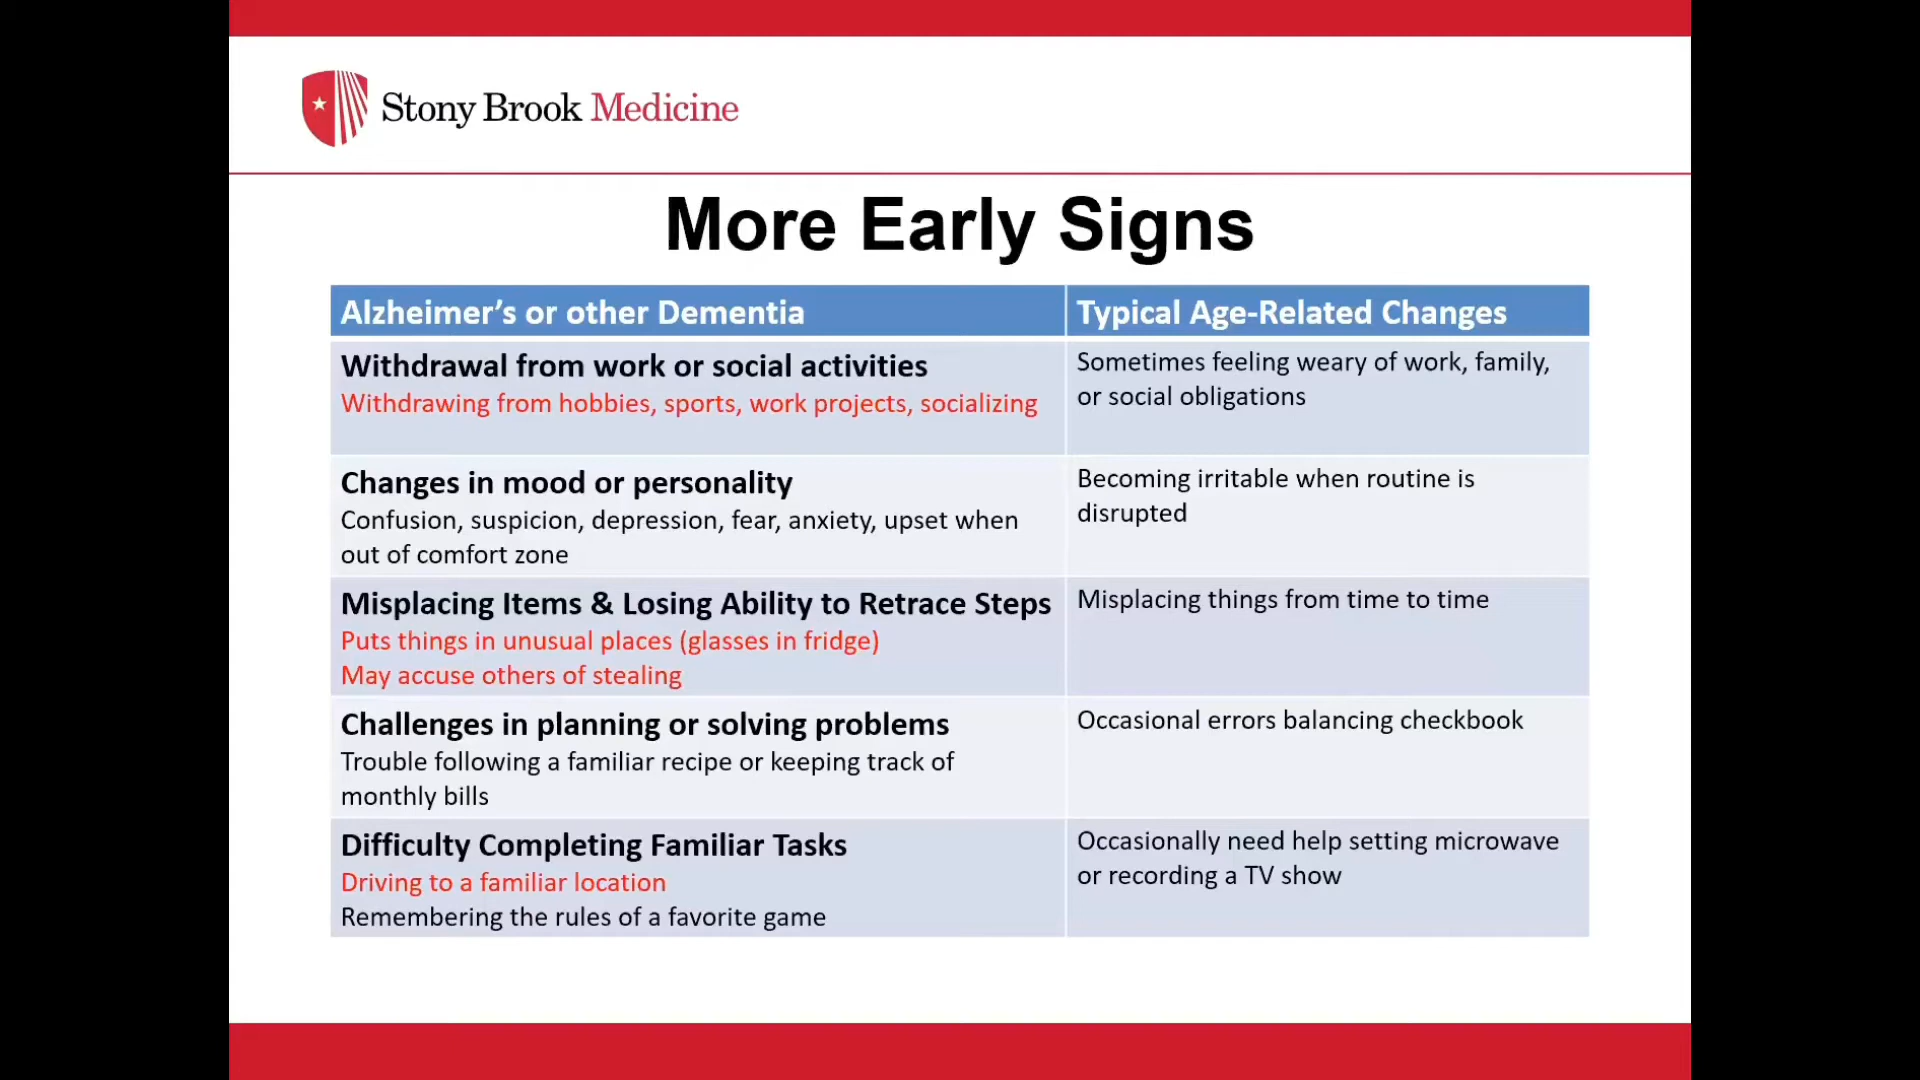 Stony Brook Medicine
More Early Signs
Alzheimer’s or other Dementia
Typical Age-Related Changes
Withdrawal from work or social activities
Withdrawing from hobbies, sports, work projects, socializing
Sometimes feeling weary of work, family,
or social obligations
Changes in mood or personality
Confusion, suspicion, depression, fear, anxiety, upset when
out of comfort zone
Becoming irritable when routine is
disrupted
Misplacing Items & Losing Ability to Retrace Steps
Puts things in unusual places (glasses in fridge)
May accuse others of stealing
Misplacing things from time to time
Challenges in planning or solving problems
Trouble following a familiar recipe or keeping track of
monthly bills
Occasional errors balancing checkbook
Difficulty Completing Familiar Tasks
Driving to a familiar location
Remembering the rules of a favorite game
Occasionally need help setting microwave
or recording a TV show